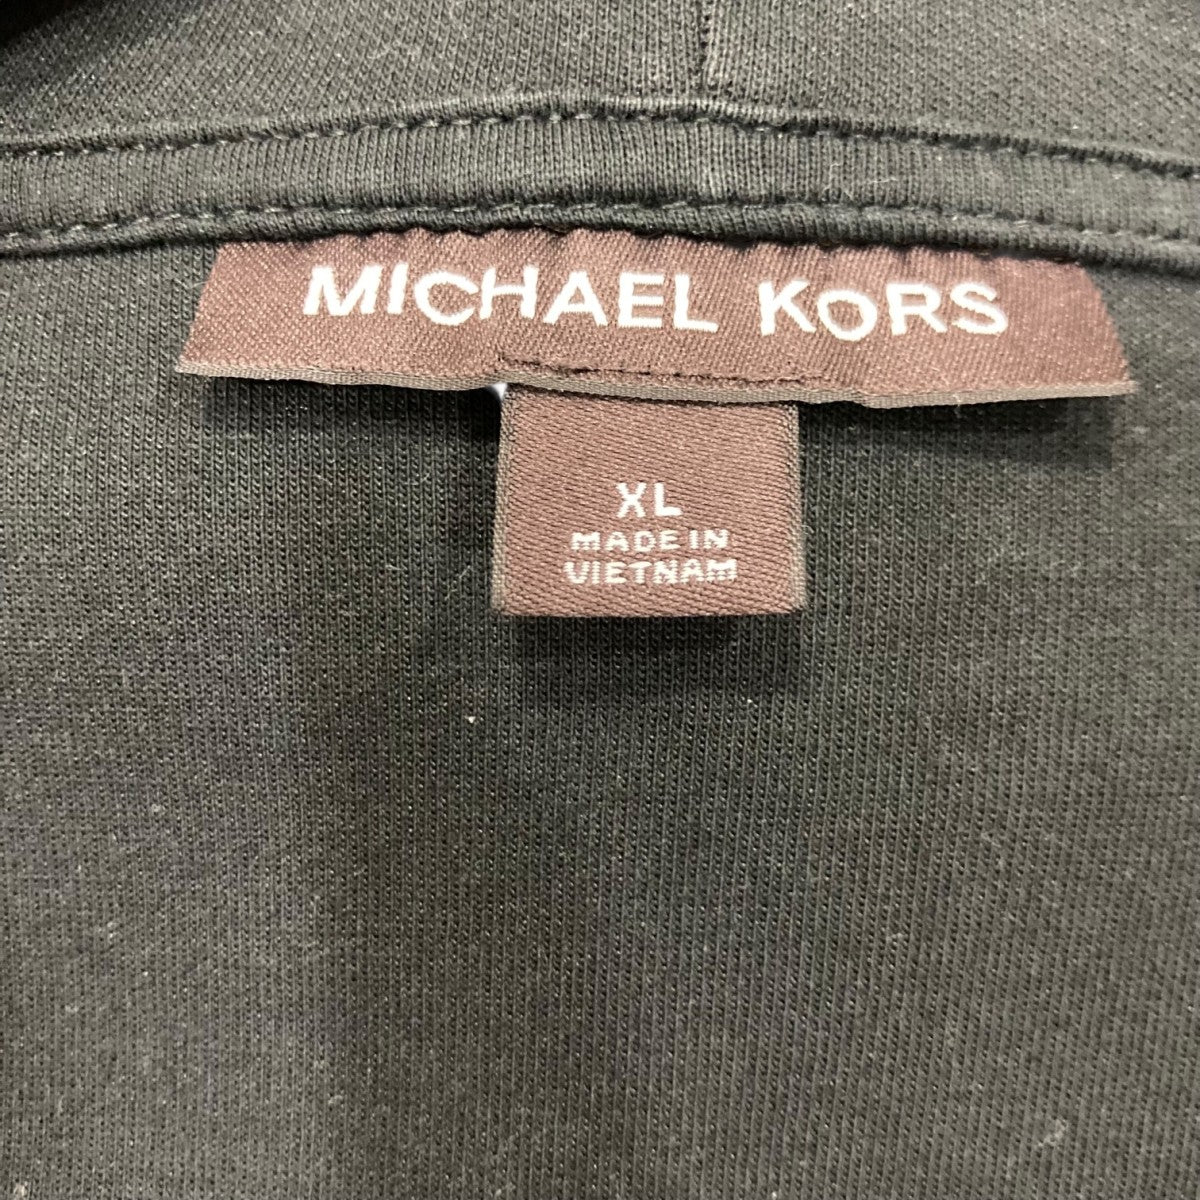 MICHAEL KORS
XL
MADE IN
VIETNAM